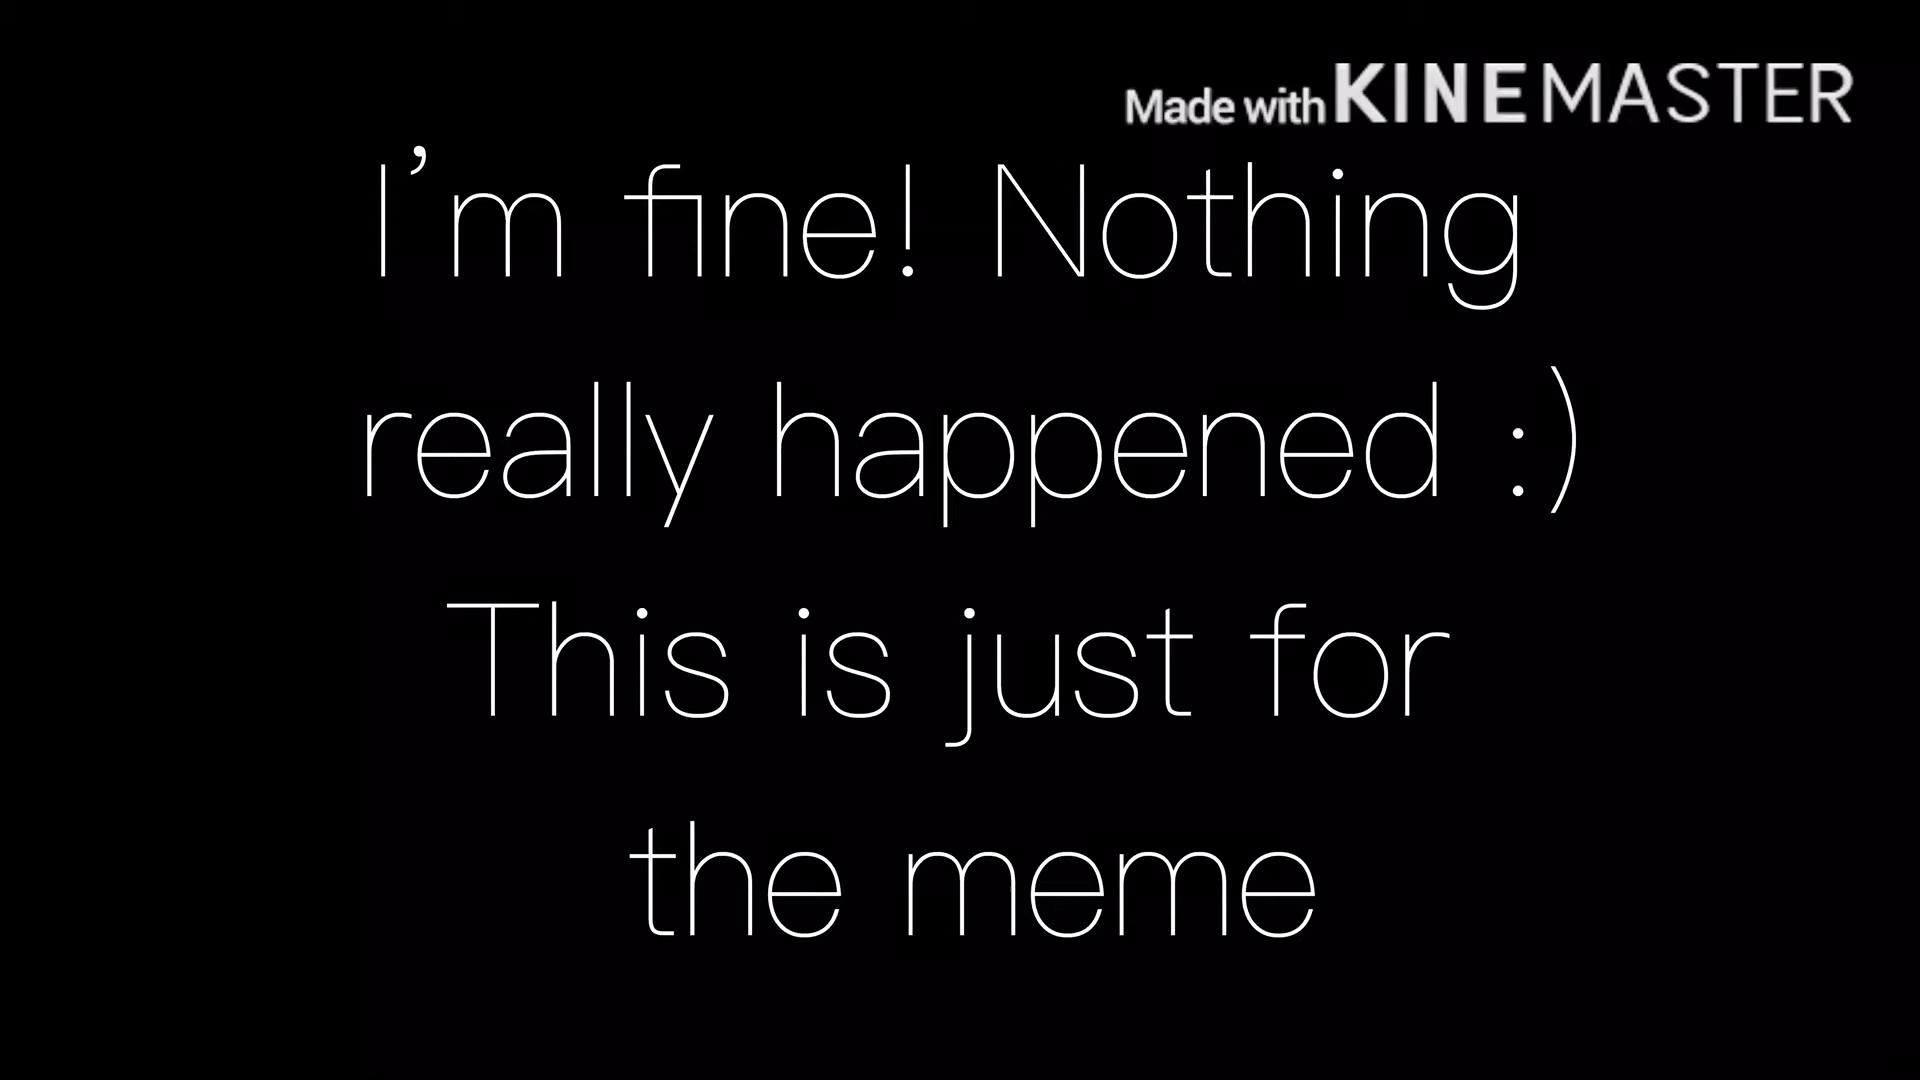 Made with KINEMASTER
I’m fine! Nothing
really happened :)
This is just for
the meme